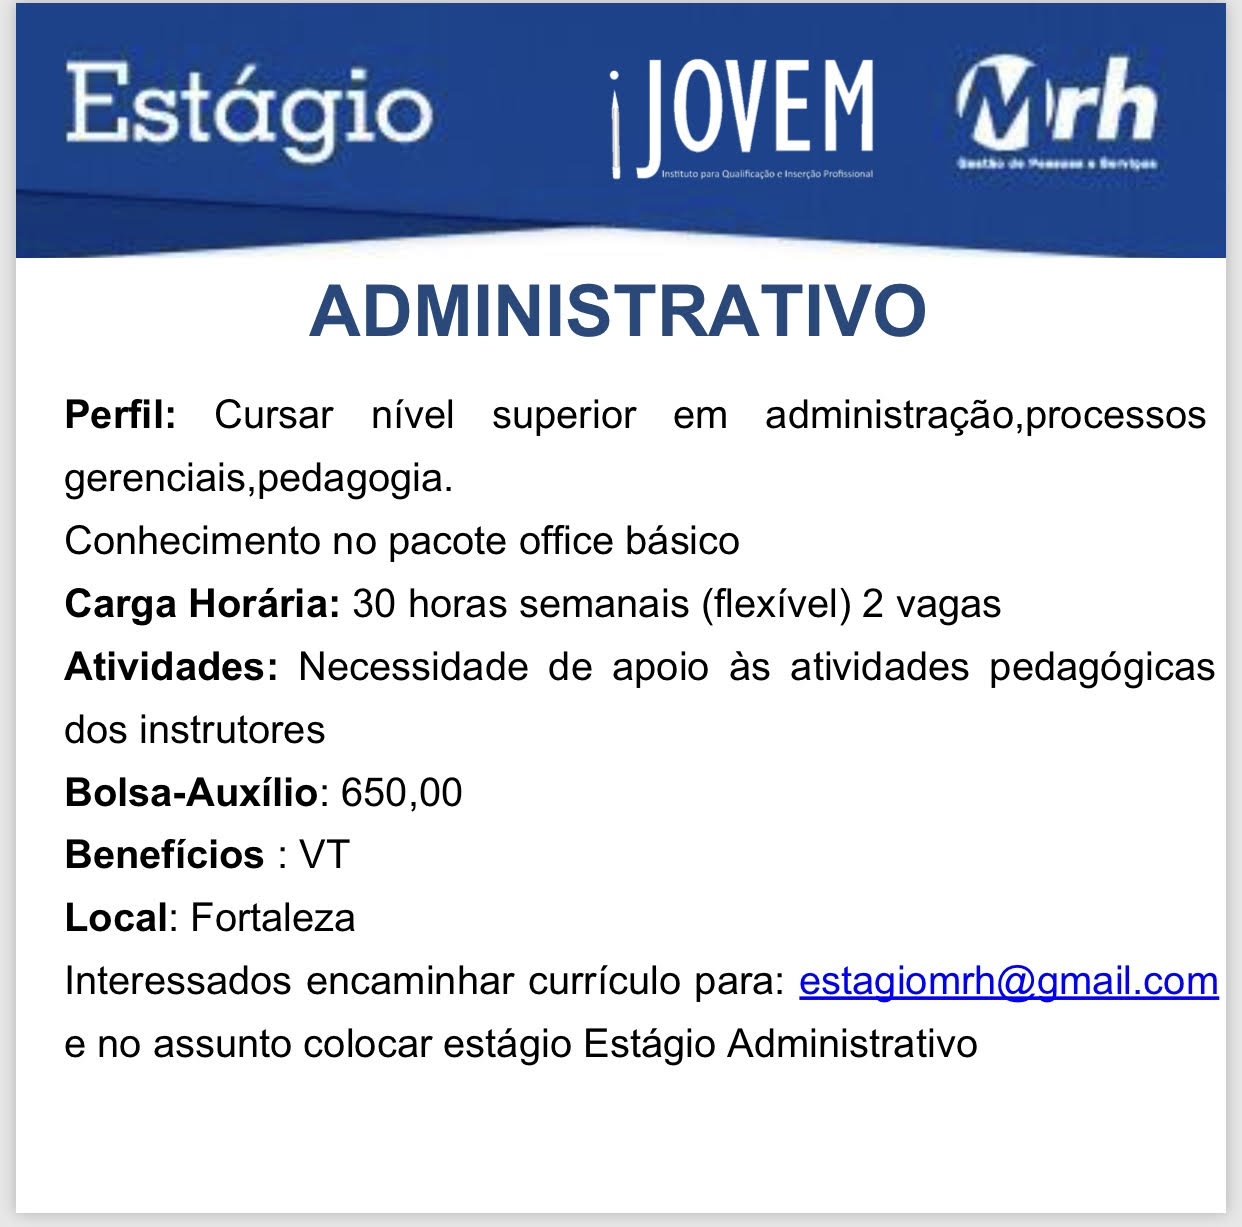 Estágio
iJOVEM
Instituto para Qualificação e Inserção Profissional
Mrh
Gestão de Pessoas e Serviços
ADMINISTRATIVO
Perfil: Cursar nível superior em administração,processos
gerenciais,pedagogia.
Conhecimento no pacote office básico
Carga Horária: 30 horas semanais (flexível) 2 vagas
Atividades: Necessidade de apoio às atividades pedagógicas
dos instrutores
Bolsa-Auxílio: 650,00
Benefícios : VT
Local: Fortaleza
Interessados encaminhar currículo para: estagiomrh@gmail.com
e no assunto colocar estágio Estágio Administrativo